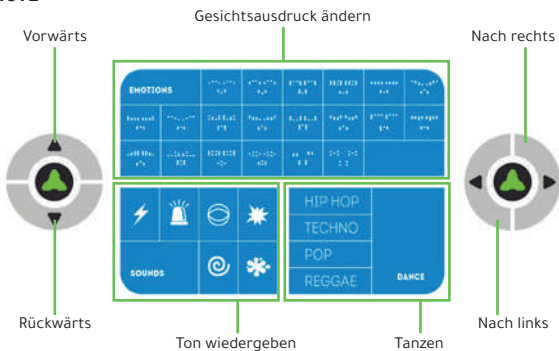 Gesichtsausdruck ändern
Vorwärts
Nach rechts
EMOTIONS
HIP HOP
TECHNO
POP
REGGAE
SOUNDS
DANCE
Rückwärts
Nach links
Ton wiedergeben
Tanzen